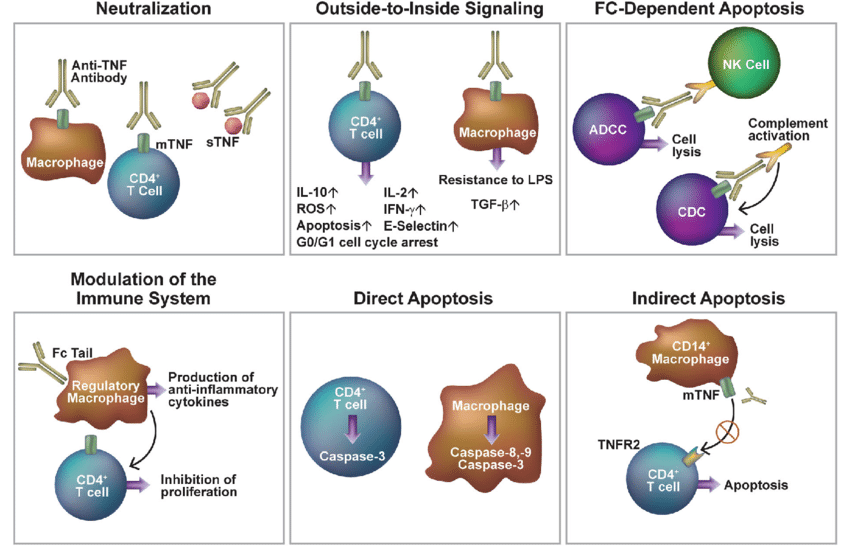 Neutralization
Anti-TNF
Antibody
Macrophage
mTNF
sTNF
CD4⁺
T Cell
Outside-to-Inside Signaling
CD4⁺
T cell
Macrophage
IL-10↑
IL-2↑
ROS↑
IFN-γ↑
Apoptosis↑
E-Selectin↑
G0/G1 cell cycle arrest
Resistance to LPS
TGF-β↑
FC-Dependent Apoptosis
NK Cell
ADCC
Cell
lysis
Complement
activation
CDC
Cell
lysis
Modulation of the
Immune System
Fc Tail
Regulatory
Macrophage
Production of
anti-inflammatory
cytokines
CD4⁺
T cell
Inhibition of
proliferation
Direct Apoptosis
CD4⁺
T cell
Caspase-3
Macrophage
Caspase-8,-9
Caspase-3
Indirect Apoptosis
CD14⁺
Macrophage
mTNF
TNFR2
CD4⁺
T cell
Apoptosis